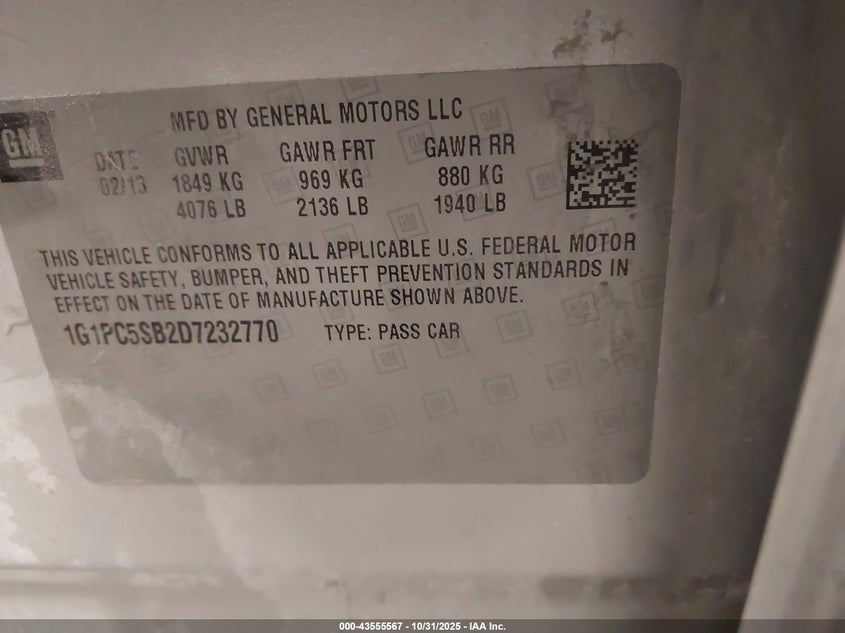 MFD BY GENERAL MOTORS LLC
GM
DATE GVWR GAWR FRT GAWR RR
02/13 1849 KG 969 KG 880 KG
4076 LB 2136 LB 1940 LB
THIS VEHICLE CONFORMS TO ALL APPLICABLE U.S. FEDERAL MOTOR
VEHICLE SAFETY, BUMPER, AND THEFT PREVENTION STANDARDS IN
EFFECT ON THE DATE OF MANUFACTURE SHOWN ABOVE.
1G1PC5SB2D7232770 TYPE: PASS CAR
000-43555567 - 10/31/2025 - IAA Inc.